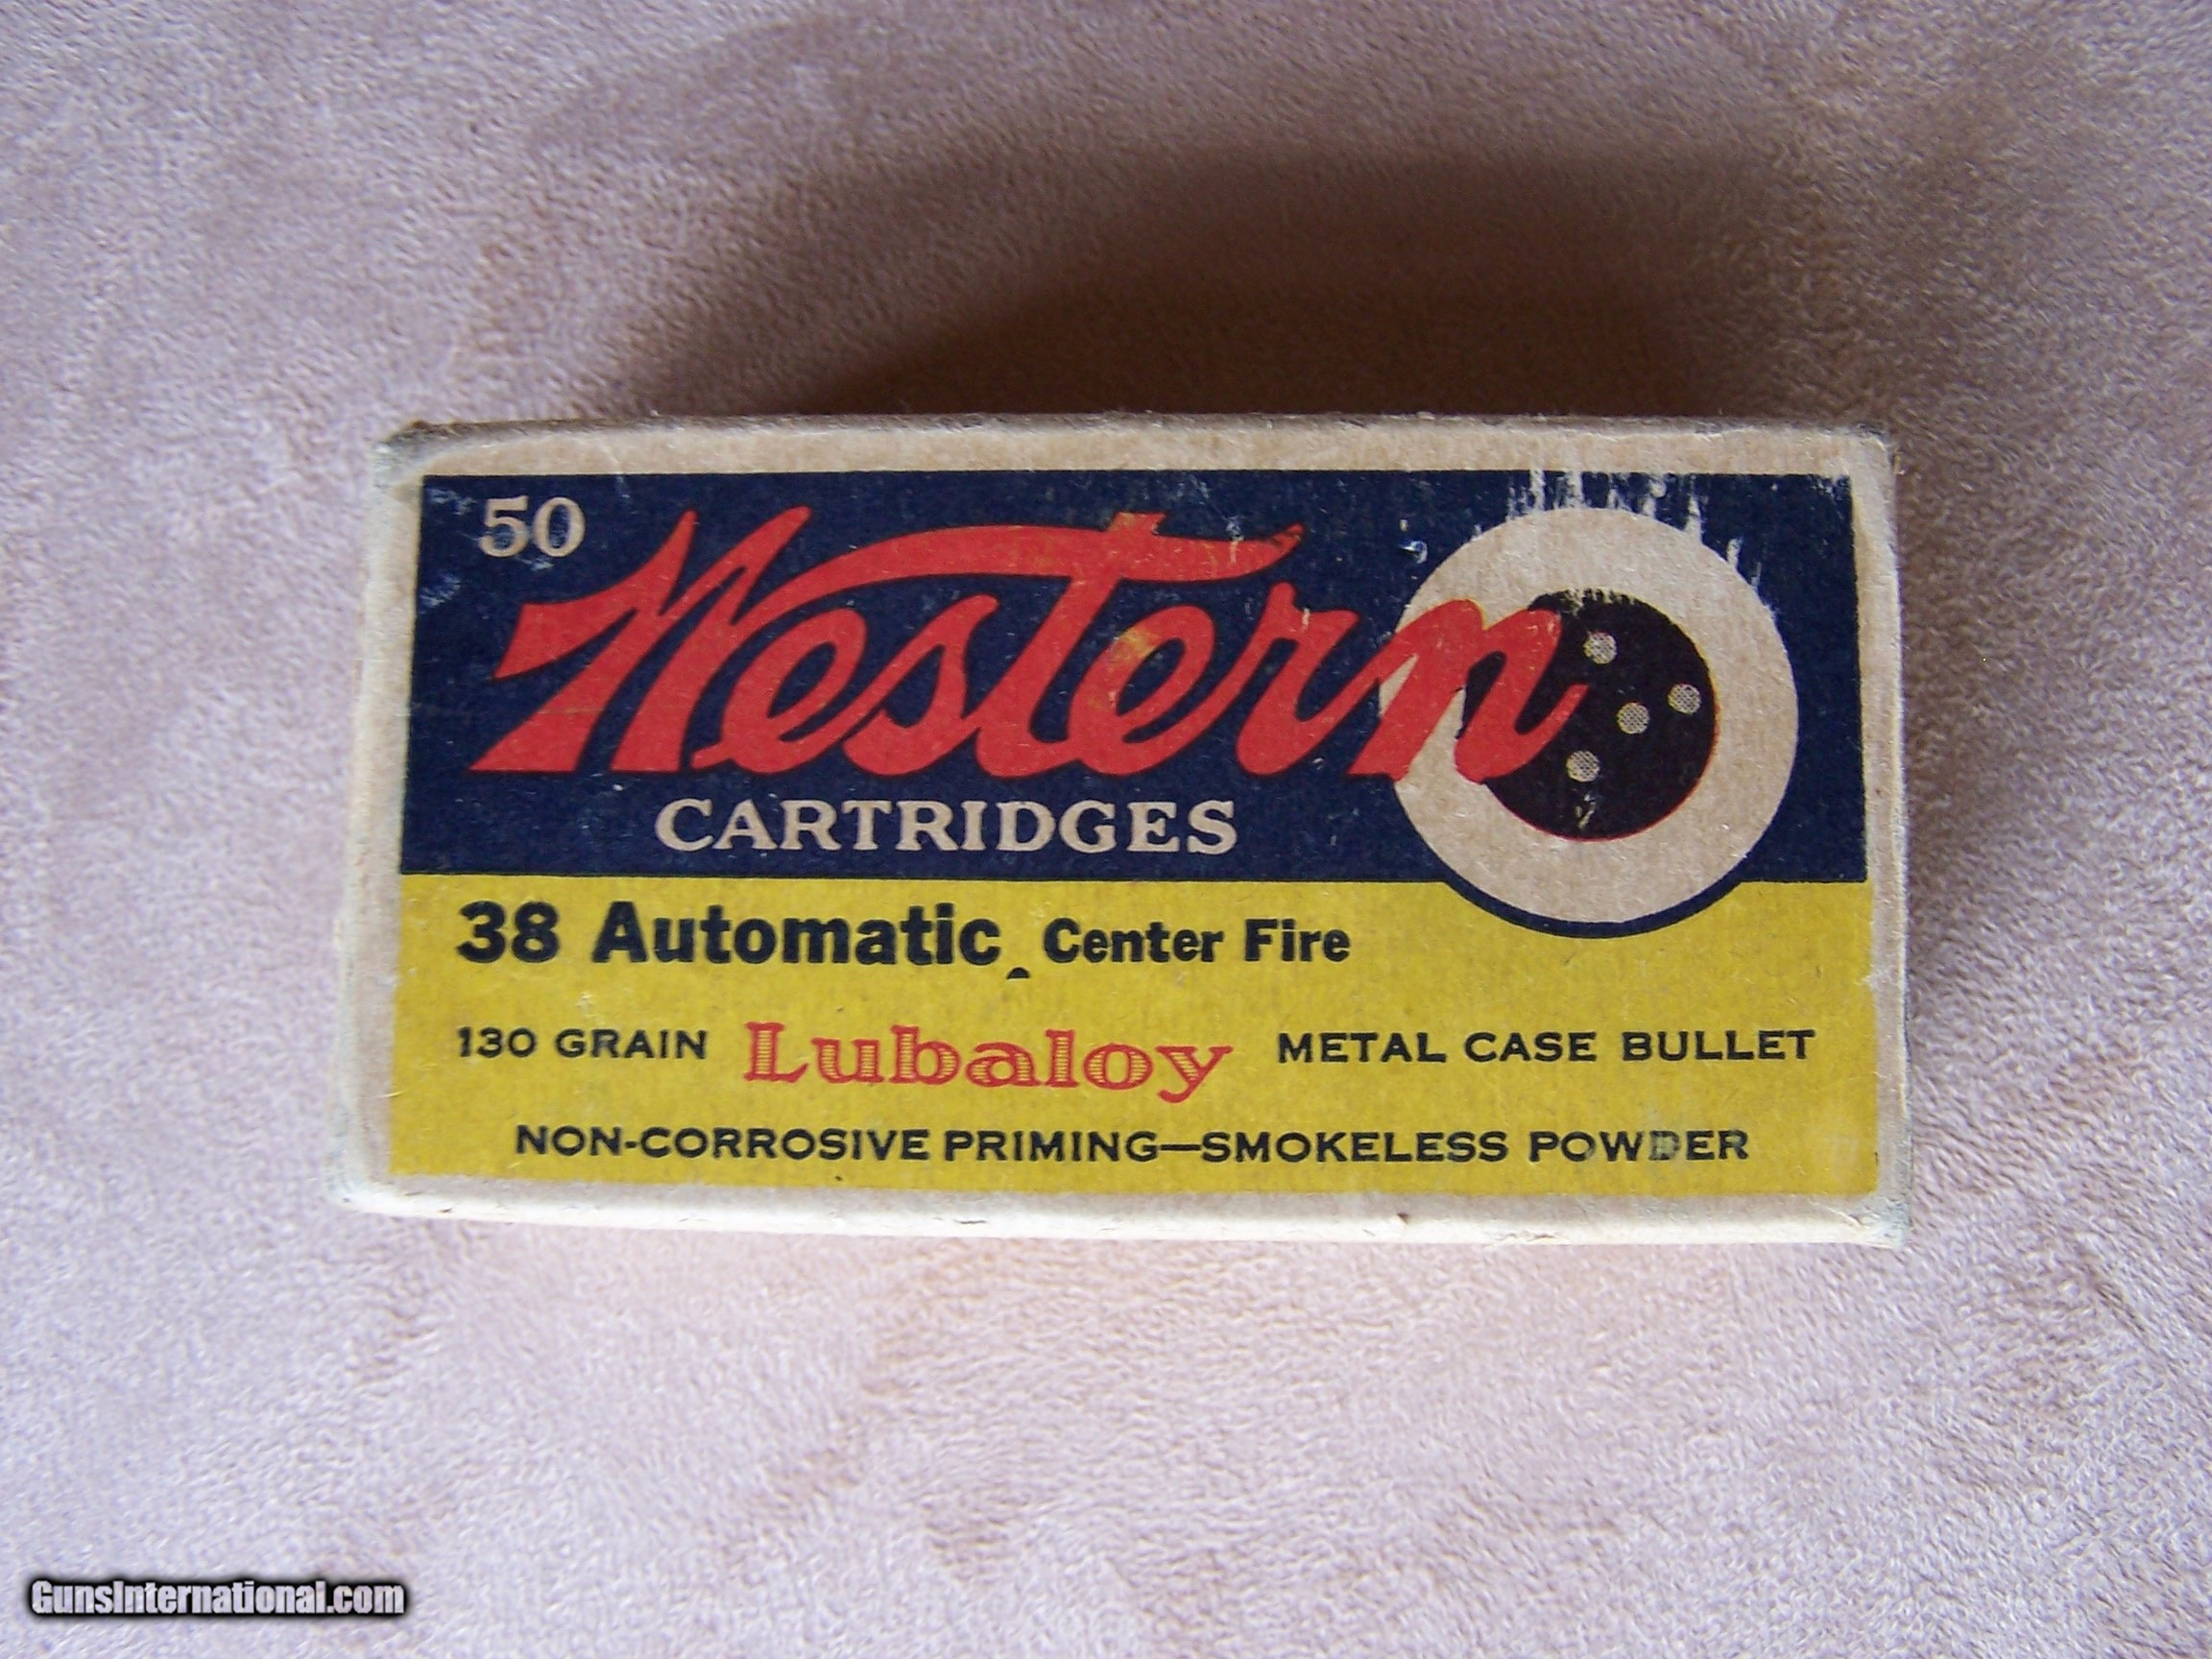 50
Western
CARTRIDGES
38 Automatic Center Fire
130 GRAIN Lubaloy METAL CASE BULLET
NON-CORROSIVE PRIMING—SMOKELESS POWDER
GunsInternational.com